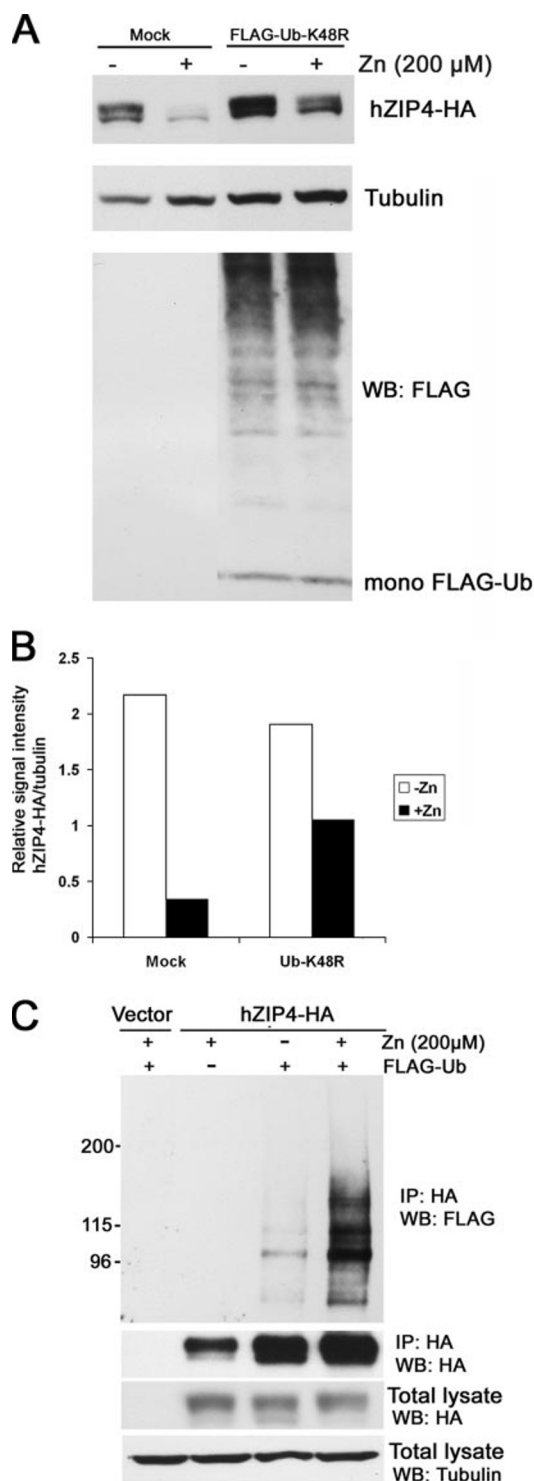 A
Mock FLAG-Ub-K48R
- + - + Zn (200 µM)
hZIP4-HA
Tubulin
WB: FLAG
mono FLAG-Ub
B
Relative signal intensity
hZIP4-HA/tubulin
2.5
2
1.5
1
0.5
0
Mock Ub-K48R
-Zn
+Zn
C
Vector hZIP4-HA
+ + - + Zn (200µM)
+ - + + FLAG-Ub
200-
115-
96-
IP: HA
WB: FLAG
IP: HA
WB: HA
Total lysate
WB: HA
Total lysate
WB: Tubulin